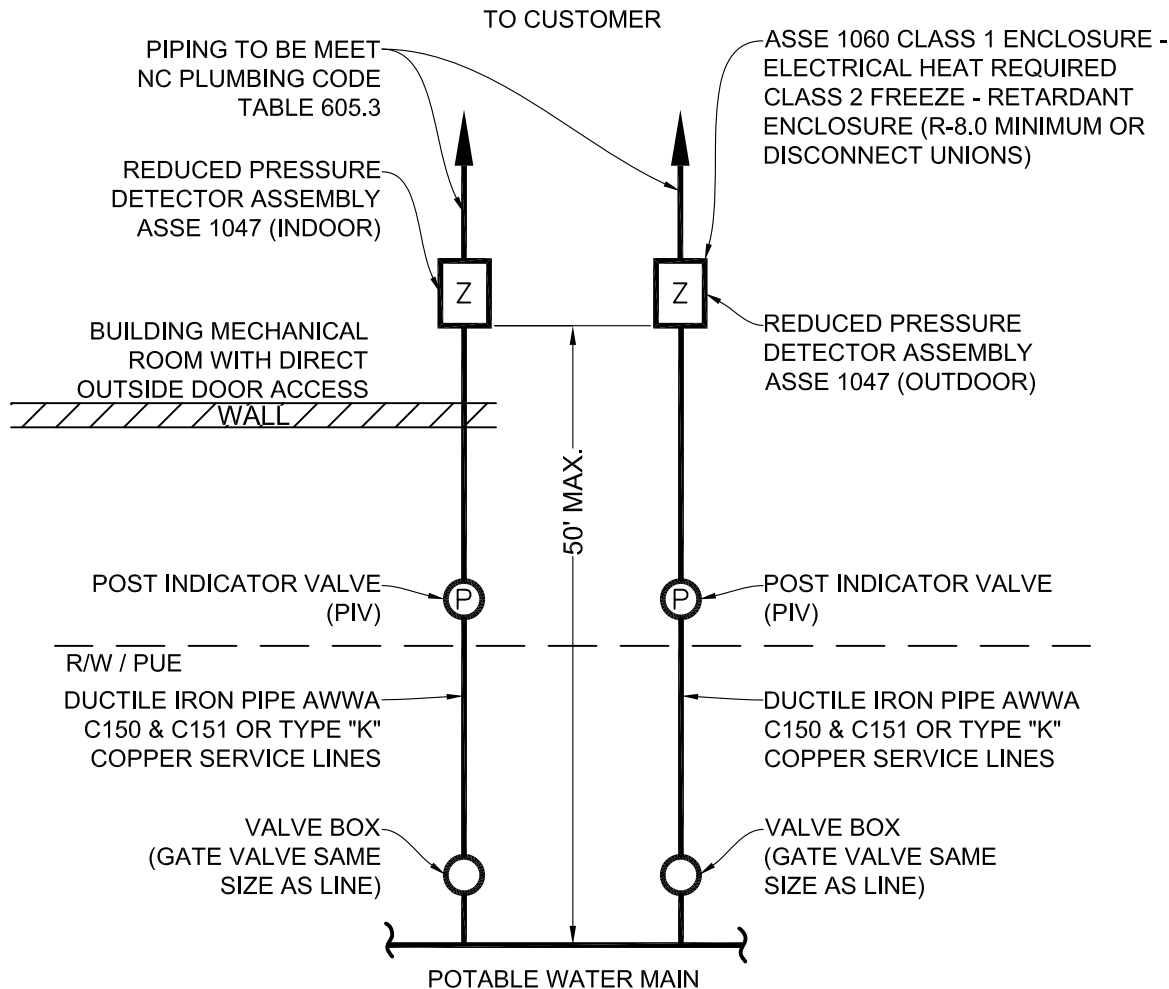 TO CUSTOMER
PIPING TO BE MEET
NC PLUMBING CODE
TABLE 605.3
ASSE 1060 CLASS 1 ENCLOSURE -
ELECTRICAL HEAT REQUIRED
CLASS 2 FREEZE - RETARDANT
ENCLOSURE (R-8.0 MINIMUM OR
DISCONNECT UNIONS)
REDUCED PRESSURE
DETECTOR ASSEMBLY
ASSE 1047 (INDOOR)
Z
Z
REDUCED PRESSURE
DETECTOR ASSEMBLY
ASSE 1047 (OUTDOOR)
BUILDING MECHANICAL
ROOM WITH DIRECT
OUTSIDE DOOR ACCESS
WALL
50' MAX.
POST INDICATOR VALVE
(PIV)
P
P
POST INDICATOR VALVE
(PIV)
R/W / PUE
DUCTILE IRON PIPE AWWA
C150 & C151 OR TYPE "K"
COPPER SERVICE LINES
DUCTILE IRON PIPE AWWA
C150 & C151 OR TYPE "K"
COPPER SERVICE LINES
VALVE BOX
(GATE VALVE SAME
SIZE AS LINE)
VALVE BOX
(GATE VALVE SAME
SIZE AS LINE)
POTABLE WATER MAIN